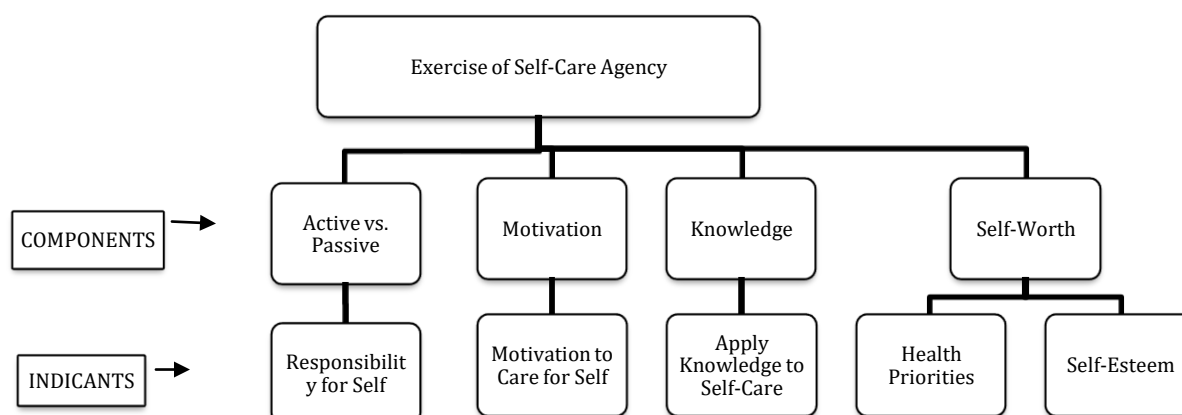 Exercise of Self-Care Agency
COMPONENTS
Active vs.
Passive
Motivation
Knowledge
Self-Worth
INDICANTS
Responsibilit
y for Self
Motivation to
Care for Self
Apply
Knowledge to
Self-Care
Health
Priorities
Self-Esteem